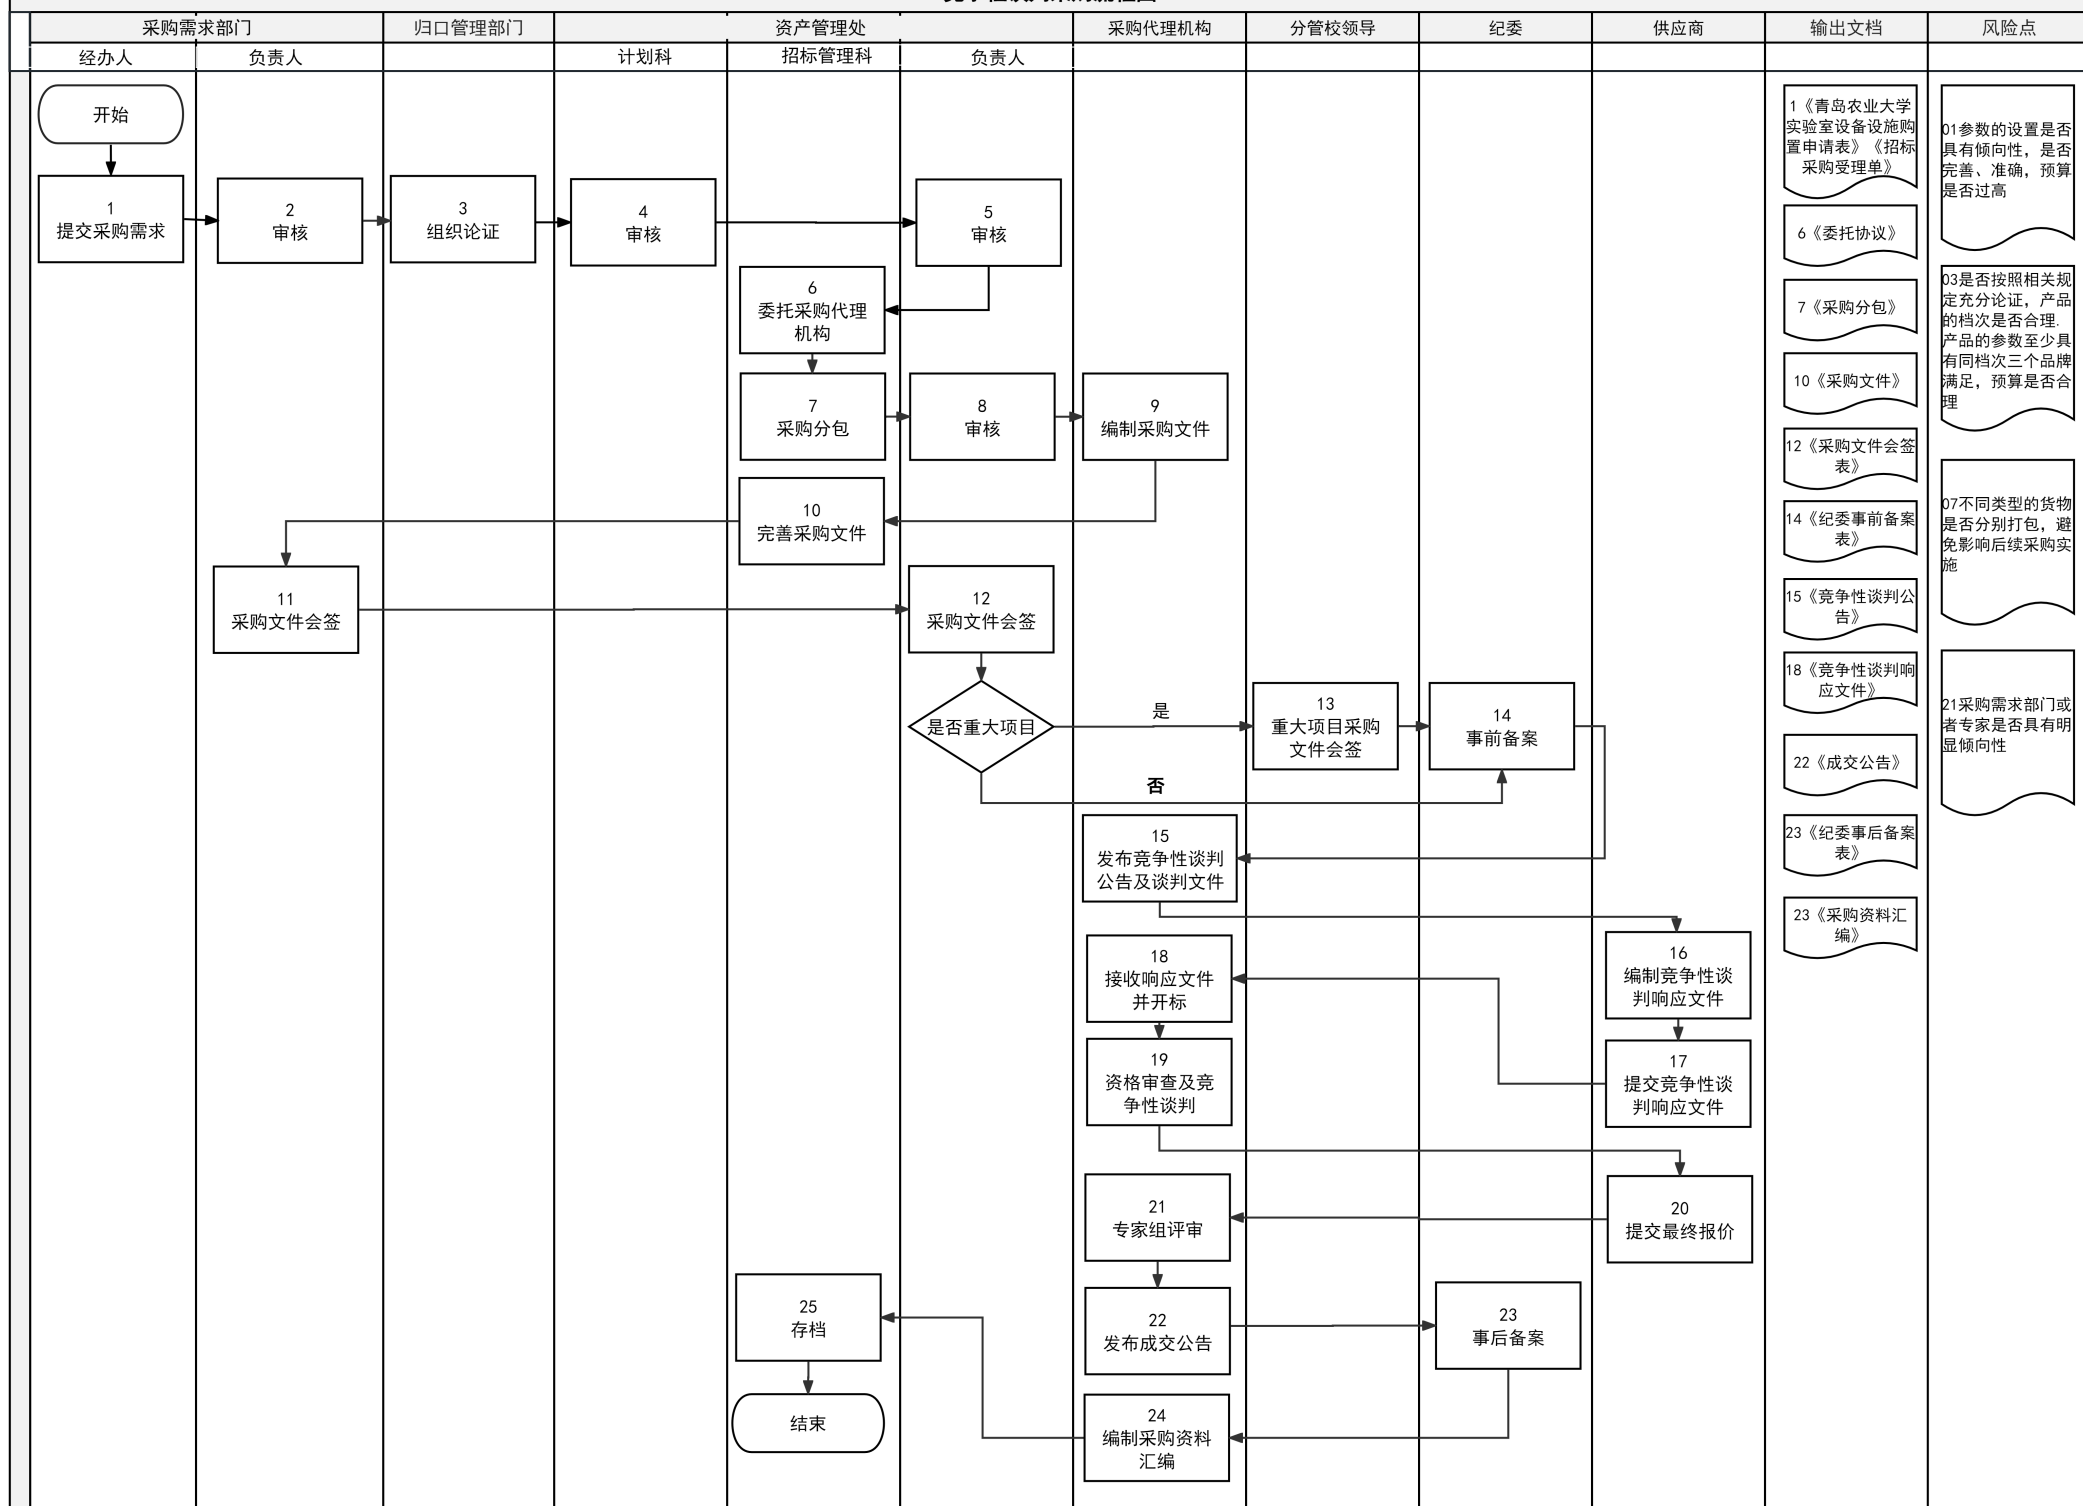 采购需求部门
归口管理部门
资产管理处
采购代理机构
分管校领导
纪委
供应商
输出文档
风险点
经办人
负责人
计划科
招标管理科
负责人
开始
1
提交采购需求
2
审核
3
组织论证
4
审核
5
审核
6
委托采购代理
机构
7
采购分包
8
审核
9
编制采购文件
10
完善采购文件
11
采购文件会签
12
采购文件会签
是否重大项目
是
否
13
重大项目采购
文件会签
14
事前备案
15
发布竞争性谈判
公告及谈判文件
16
编制竞争性谈
判响应文件
17
提交竞争性谈
判响应文件
18
接收响应文件
并开标
19
资格审查及竞
争性谈判
20
提交最终报价
21
专家组评审
22
发布成交公告
23
事后备案
24
编制采购资料
汇编
25
存档
结束
1《青岛农业大学
实验室设备设施购
置申请表》《招标
采购受理单》
6《委托协议》
7《采购分包》
10《采购文件》
12《采购文件会签
表》
14《纪委事前备案
表》
15《竞争性谈判公
告》
18《竞争性谈判响
应文件》
22《成交公告》
23《纪委事后备案
表》
23《采购资料汇
编》
01参数的设置是否
具有倾向性，是否
完善、准确，预算
是否过高
03是否按照相关规
定充分论证，产品
的档次是否合理.
产品的参数至少具
有同档次三个品牌
满足，预算是否合
理
07不同类型的货物
是否分别打包，避
免影响后续采购实
施
21采购需求部门或
者专家是否具有明
显倾向性